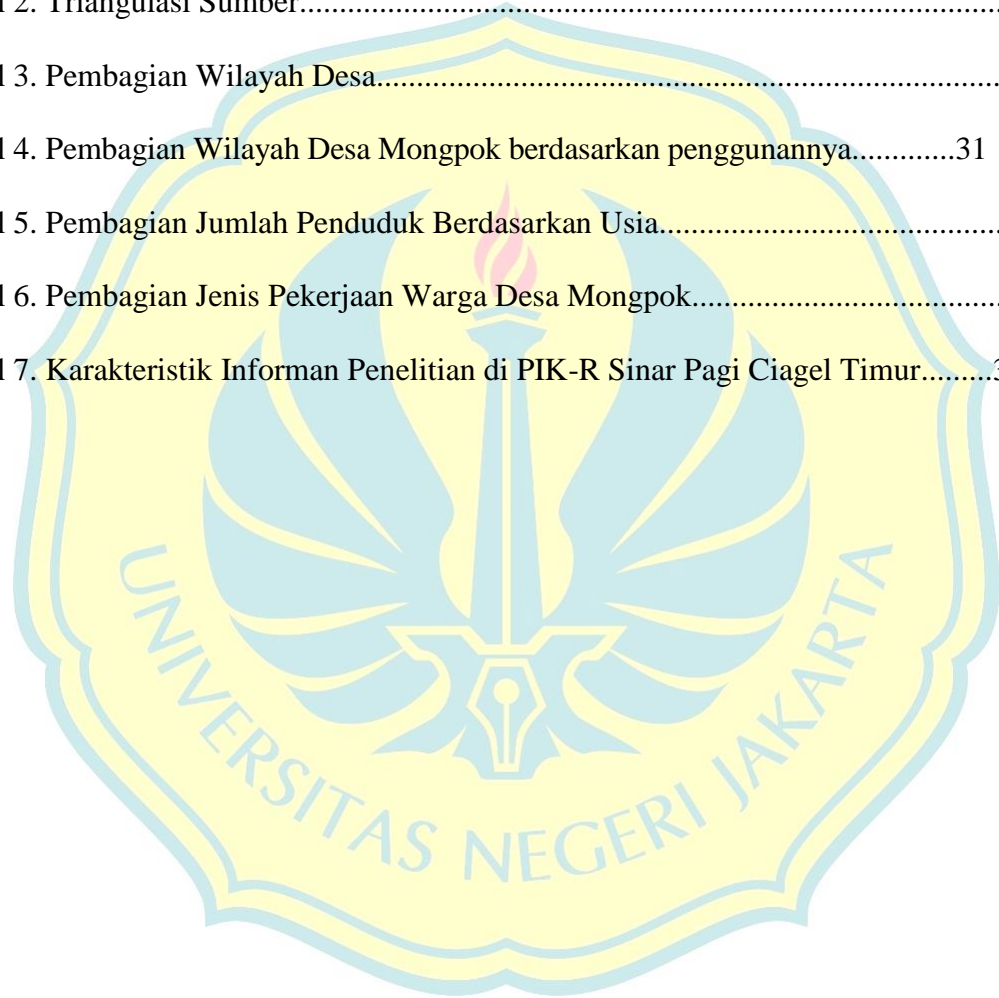 l 2. Triangulasi Sumber..........................................................................................
l 3. Pembagian Wilayah Desa................................................................................
l 4. Pembagian Wilayah Desa Mongpok berdasarkan penggunannya.............31
l 5. Pembagian Jumlah Penduduk Berdasarkan Usia............................................
l 6. Pembagian Jenis Pekerjaan Warga Desa Mongpok........................................
l 7. Karakteristik Informan Penelitian di PIK-R Sinar Pagi Ciagel Timur.........3
UNIVERSITAS NEGERI JAKARTA